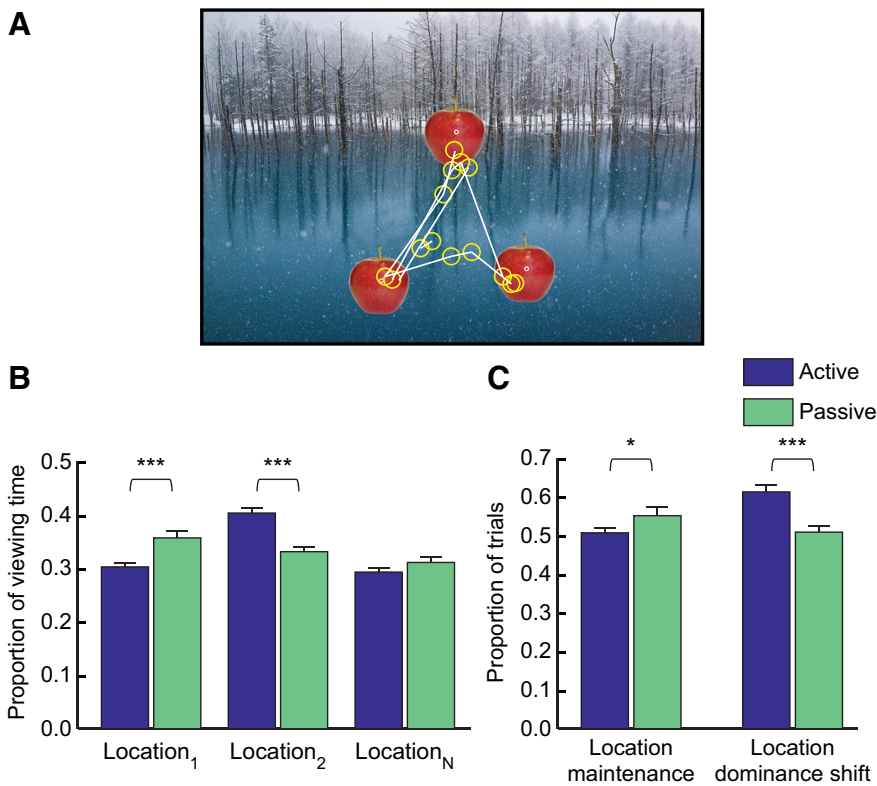 A
B
Proportion of viewing time
0.5
0.4
0.3
0.2
0.1
0.0
***
***
Location1
Location2
LocationN
C
Active
Passive
Proportion of trials
0.7
0.6
0.5
0.4
0.3
0.2
0.1
0.0
*
***
Location
maintenance
Location
dominance shift